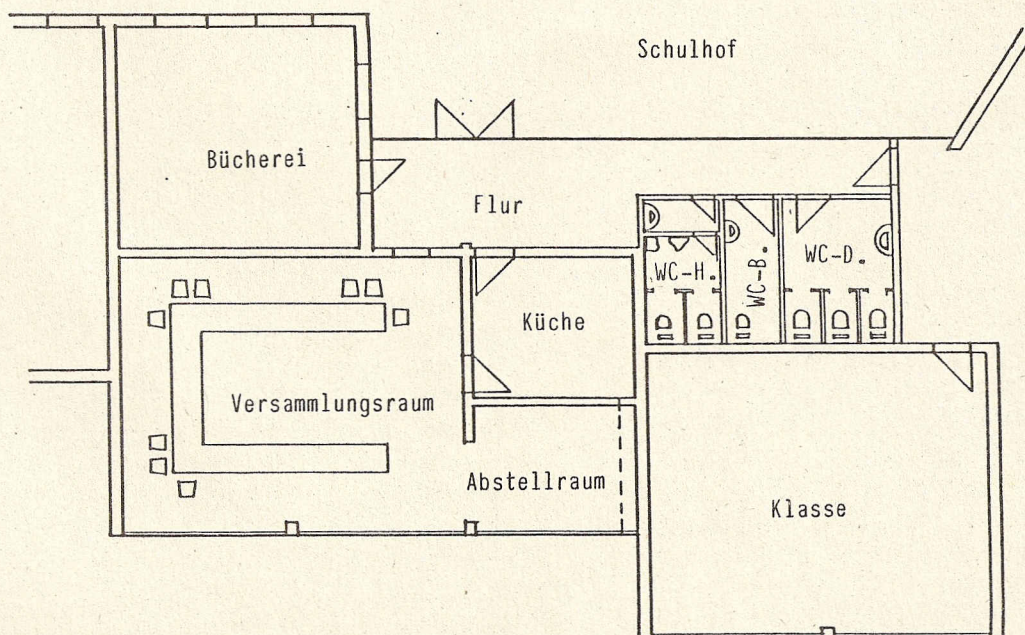 Schulhof
Bücherei
Flur
WC-H.
WC-B.
WC-D.
Küche
Versammlungsraum
Abstellraum
Klasse